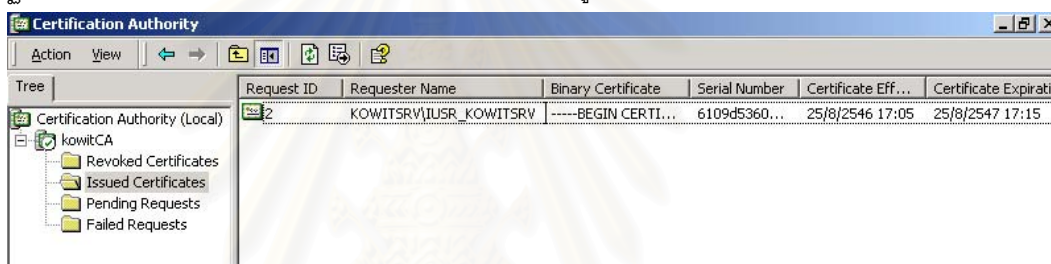 Certification Authority
Action View
Tree
Request ID Requester Name Binary Certificate Serial Number Certificate Eff... Certificate Expirati
Certification Authority (Local)
2 KOWITSRV\IUSR_KOWITSRV -----BEGIN CERTI... 6109d5360... 25/8/2546 17:05 25/8/2547 17:15
kowitCA
Revoked Certificates
Issued Certificates
Pending Requests
Failed Requests